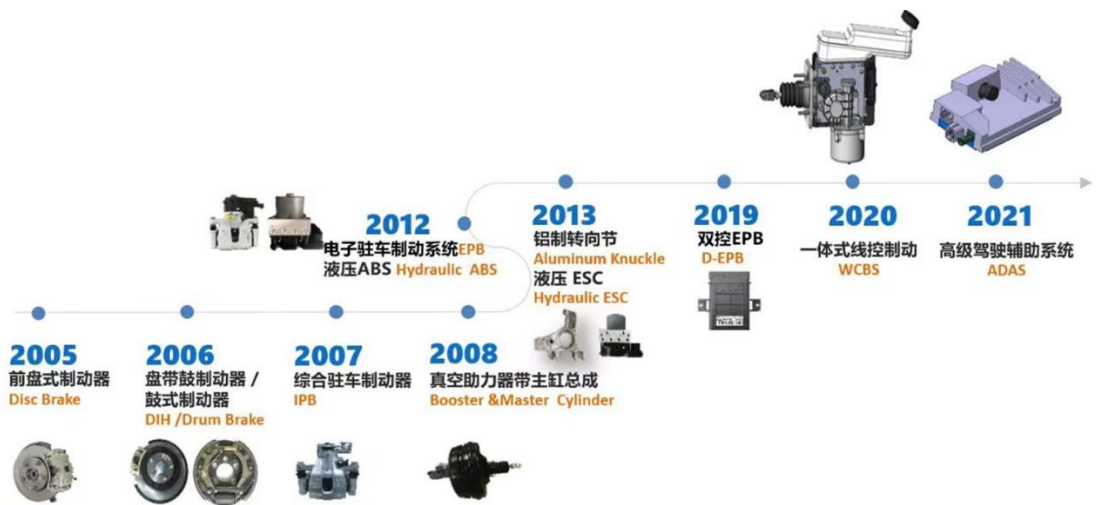 2005
前盘式制动器
Disc Brake
2006
盘带鼓制动器 /
鼓式制动器
DIH /Drum Brake
2007
综合驻车制动器
IPB
2008
真空助力器带主缸总成
Booster &Master Cylinder
2012
电子驻车制动系统EPB
液压ABS Hydraulic ABS
2013
铝制转向节
Aluminum Knuckle
液压 ESC
Hydraulic ESC
2019
双控EPB
D-EPB
2020
一体式线控制动
WCBS
2021
高级驾驶辅助系统
ADAS